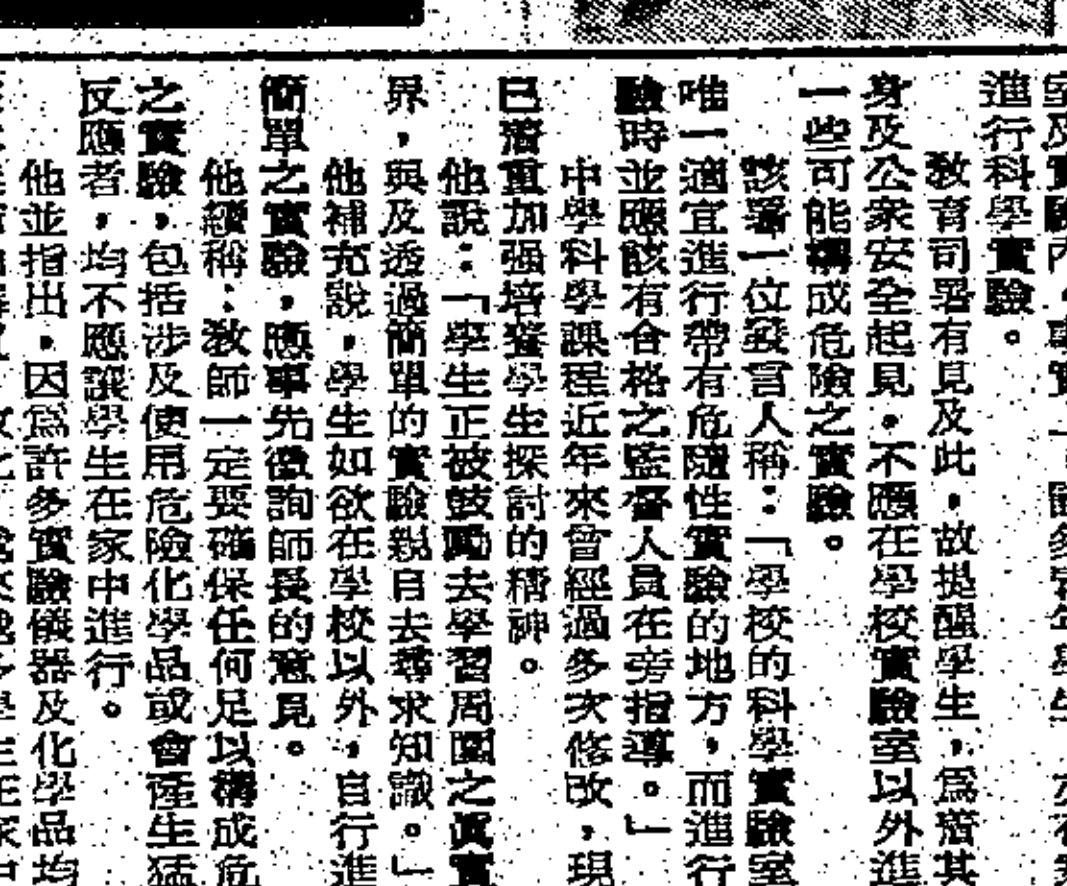 進行科學實驗。
教育司署有見及此，故提醒學生，爲着其
身及公衆安全起見，不應在學校實驗室以外進
一些可能構成危險之實驗。
該署一位發言人稱：「學校的科學實驗室
唯一適宜進行帶有危險性實驗的地方，而進行
驗時並應該有合格之監督人員在旁指導。」
中學科學課程近年來曾經過多次修改，現
已着重加强培養學生探討的精神。
他說：「學生正被鼓勵去學習周圍之眞實
界，與及透過簡單的實驗親自去尋求知識。」
他補充說，學生如欲在學校以外，自行進
簡單之實驗，應事先徵詢師長的意見。
他續稱：教師一定要確保任何足以構成危
之實驗，包括涉及使用危險化學品或會產生猛
反應者，均不應讓學生在家中進行。
他並指出，因爲許多實驗儀器及化學品均